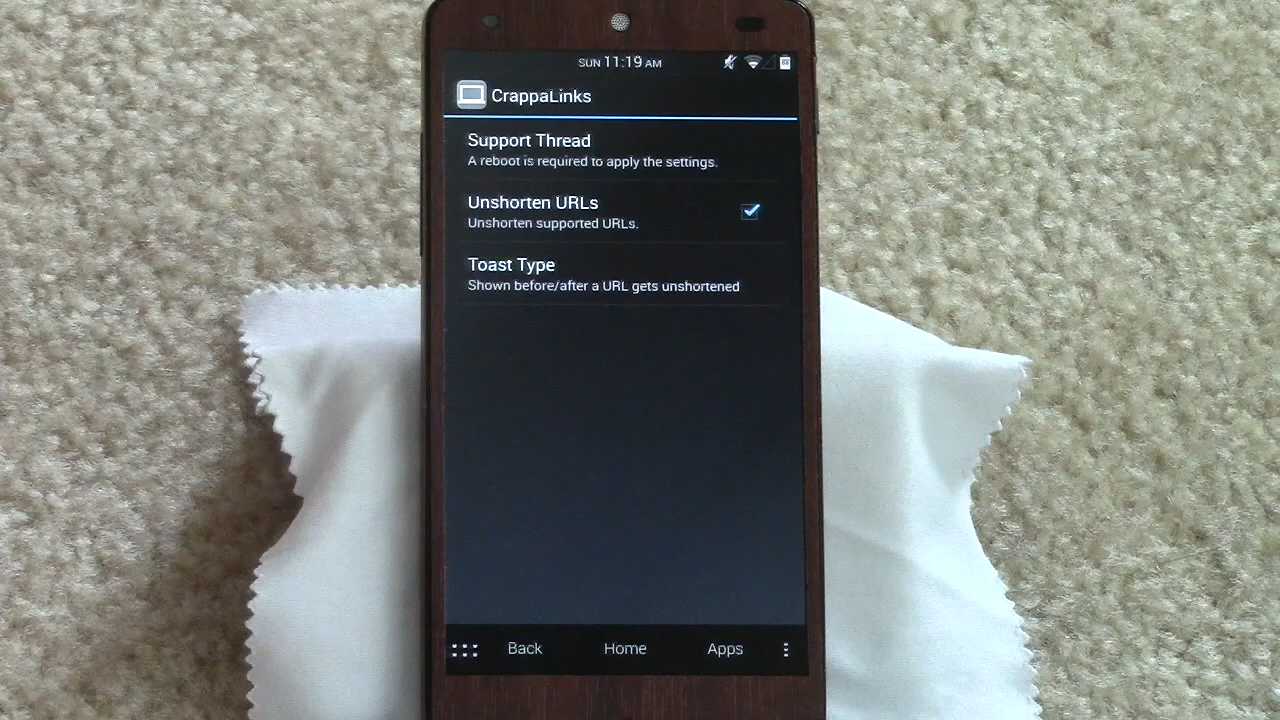 SUN 11:19 AM
CrappaLinks
Support Thread
A reboot is required to apply the settings.
Unshorten URLs
Unshorten supported URLs.
Toast Type
Shown before/after a URL gets unshortened
Back Home Apps